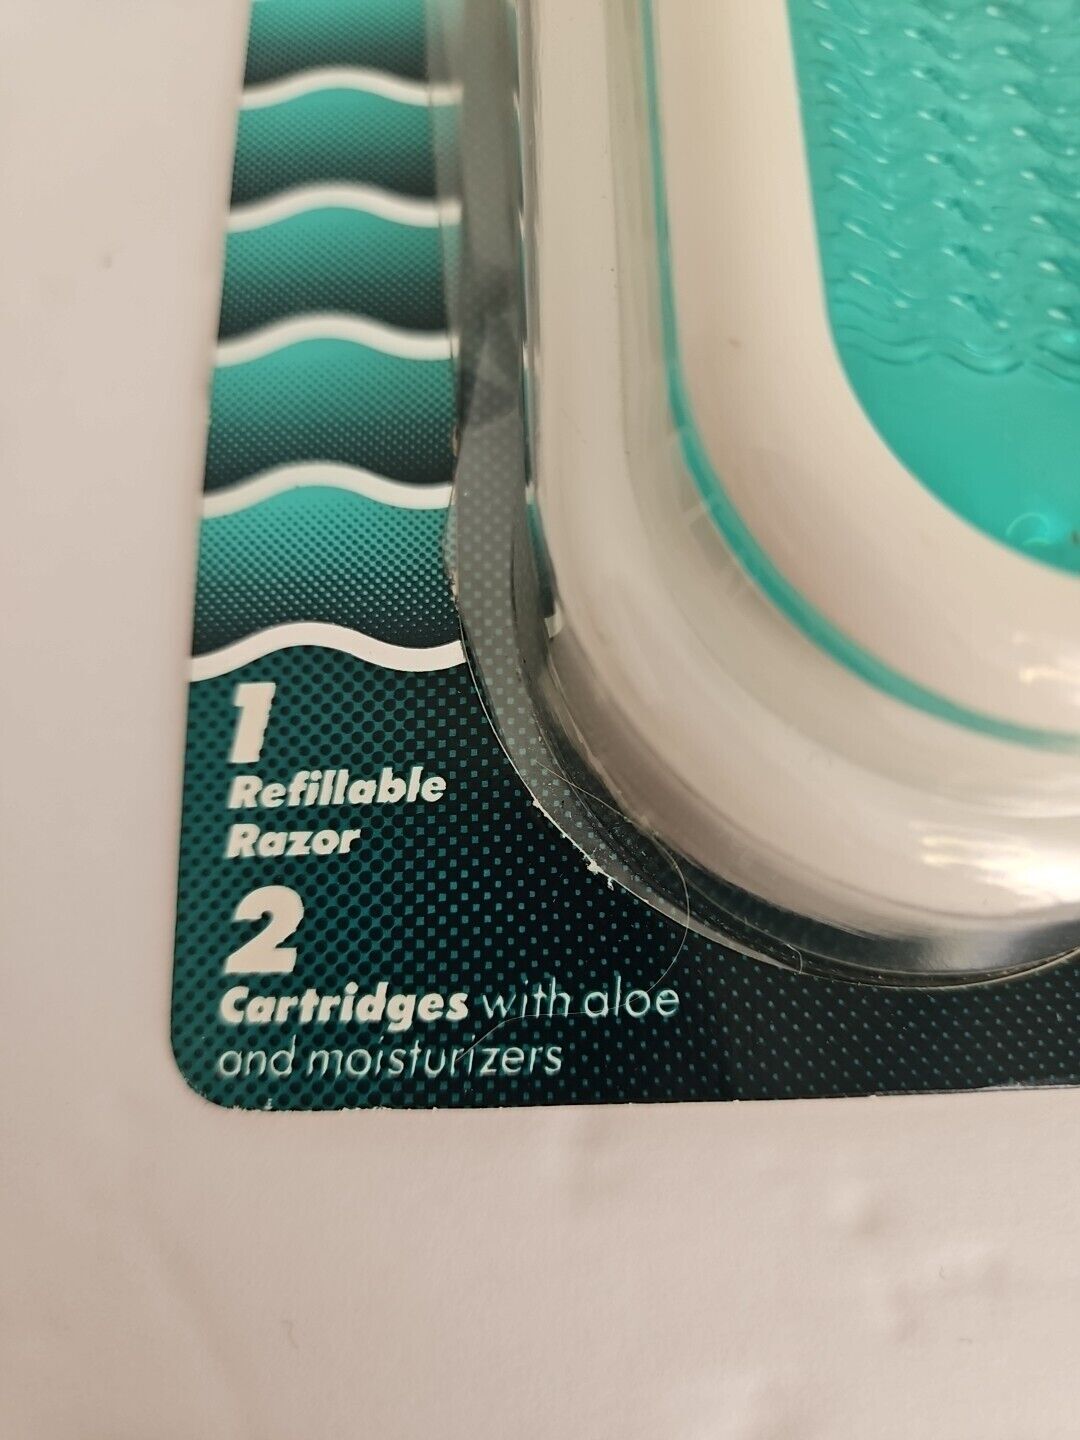 1
Refillable
Razor
2
Cartridges with aloe
and moisturizers